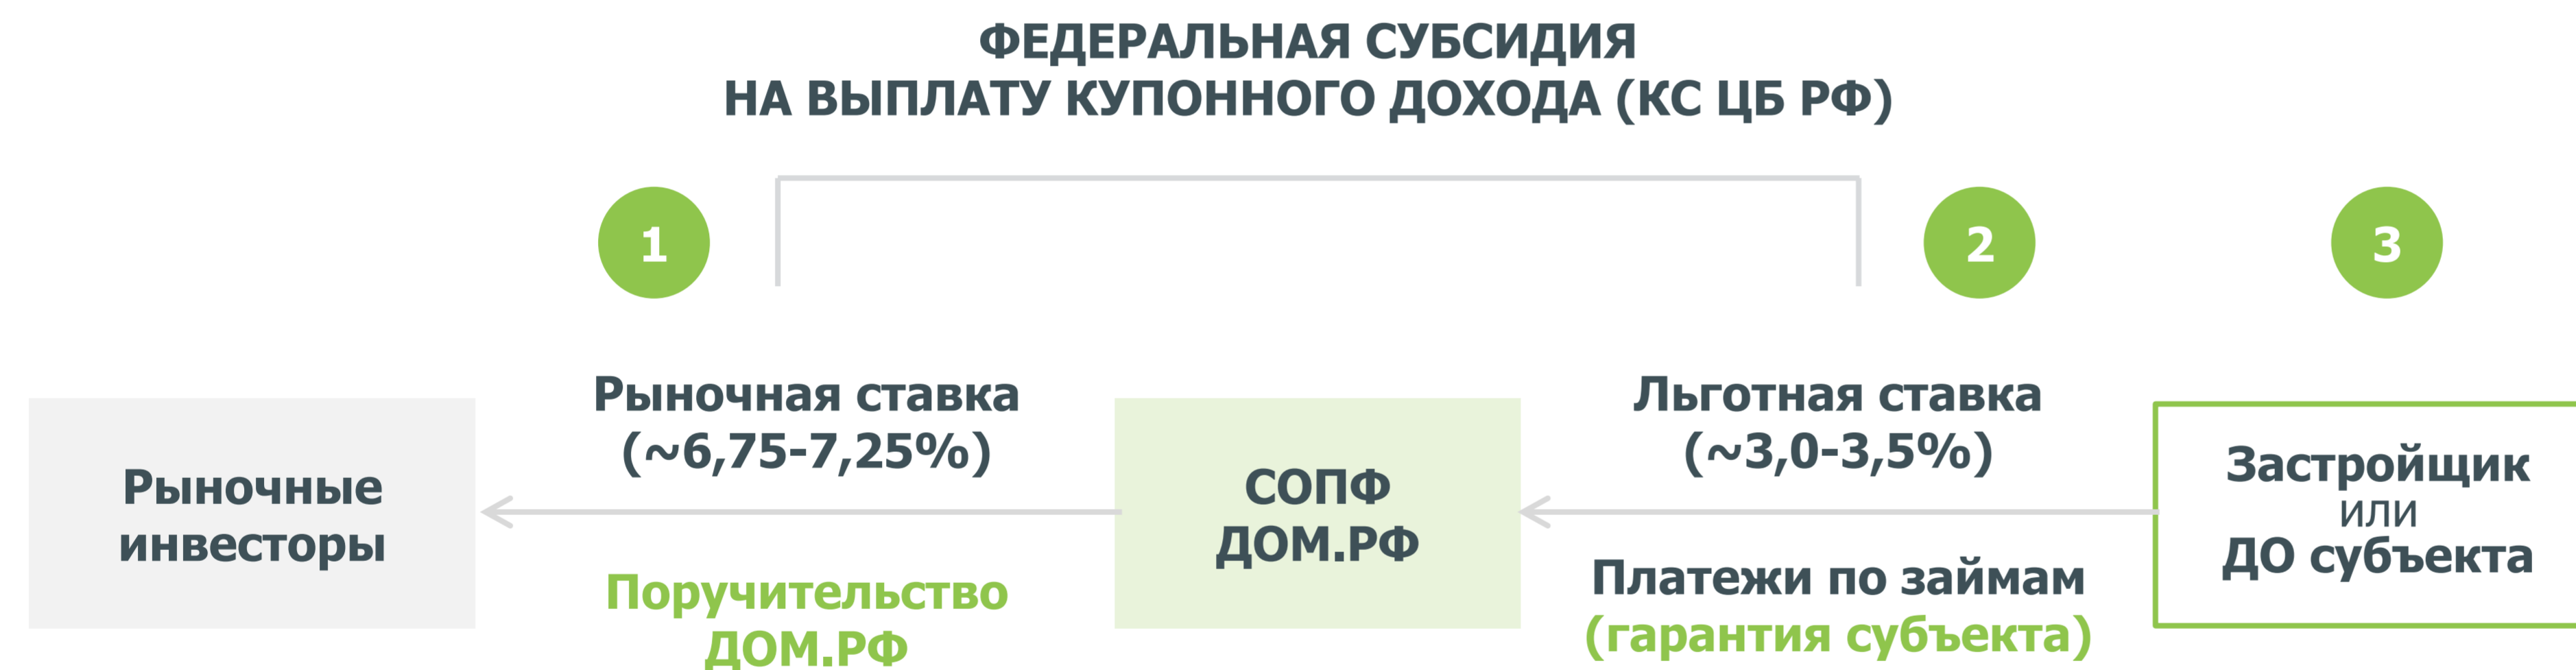 ФЕДЕРАЛЬНАЯ СУБСИДИЯ
НА ВЫПЛАТУ КУПОННОГО ДОХОДА (КС ЦБ РФ)
1
2
3
Рыночные
инвесторы
Рыночная ставка
(~6,75-7,25%)
Поручительство
ДОМ.РФ
СОПФ
ДОМ.РФ
Льготная ставка
(~3,0-3,5%)
Платежи по займам
(гарантия субъекта)
Застройщик
или
ДО субъекта